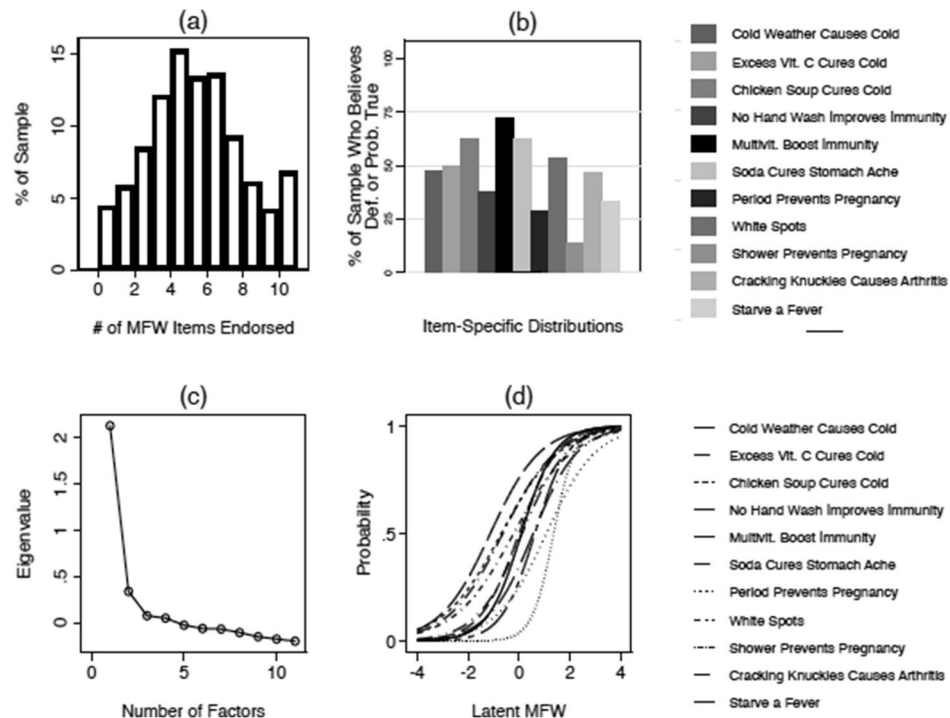 (a)
% of Sample
15
10
5
0
0 2 4 6 8 10
# of MFW Items Endorsed
(b)
% of Sample Who Believes
Def. or Prob. True
100
75
50
25
0
Item-Specific Distributions
Cold Weather Causes Cold
Excess Vit. C Cures Cold
Chicken Soup Cures Cold
No Hand Wash Improves Immunity
Multivit. Boost Immunity
Soda Cures Stomach Ache
Period Prevents Pregnancy
White Spots
Shower Prevents Pregnancy
Cracking Knuckles Causes Arthritis
Starve a Fever
(c)
Eigenvalue
2
1.5
1
.5
0
0 5 10
Number of Factors
(d)
Probability
1
.5
0
-4 -2 0 2 4
Latent MFW
Cold Weather Causes Cold
Excess Vit. C Cures Cold
Chicken Soup Cures Cold
No Hand Wash Improves Immunity
Multivit. Boost Immunity
Soda Cures Stomach Ache
Period Prevents Pregnancy
White Spots
Shower Prevents Pregnancy
Cracking Knuckles Causes Arthritis
Starve a Fever